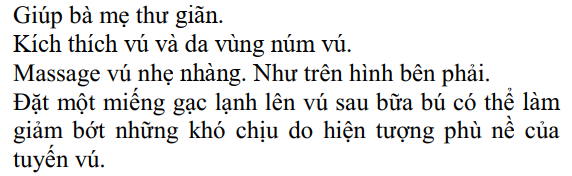 Giúp bà mẹ thư giãn.
Kích thích vú và da vùng núm vú.
Massage vú nhẹ nhàng. Như trên hình bên phải.
Đặt một miếng gạc lạnh lên vú sau bữa bú có thể làm
giảm bớt những khó chịu do hiện tượng phù nề của
tuyến vú.